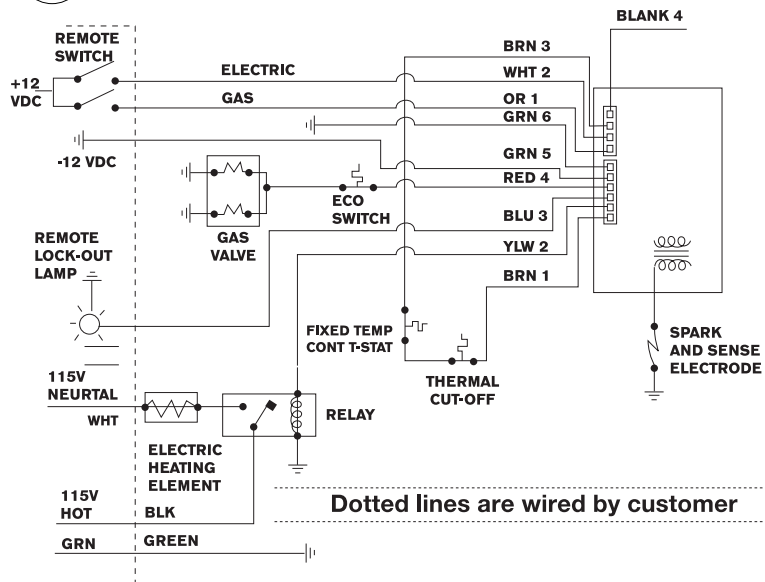 BLANK 4
REMOTE
SWITCH
BRN 3
+12
VDC
ELECTRIC
WHT 2
GAS
OR 1
GRN 6
-12 VDC
GRN 5
RED 4
ECO
SWITCH
GAS
VALVE
BLU 3
REMOTE
LOCK-OUT
LAMP
YLW 2
BRN 1
FIXED TEMP
CONT T-STAT
SPARK
AND SENSE
ELECTRODE
THERMAL
CUT-OFF
115V
NEURTAL
WHT
RELAY
ELECTRIC
HEATING
ELEMENT
115V
HOT
BLK
Dotted lines are wired by customer
GRN
GREEN